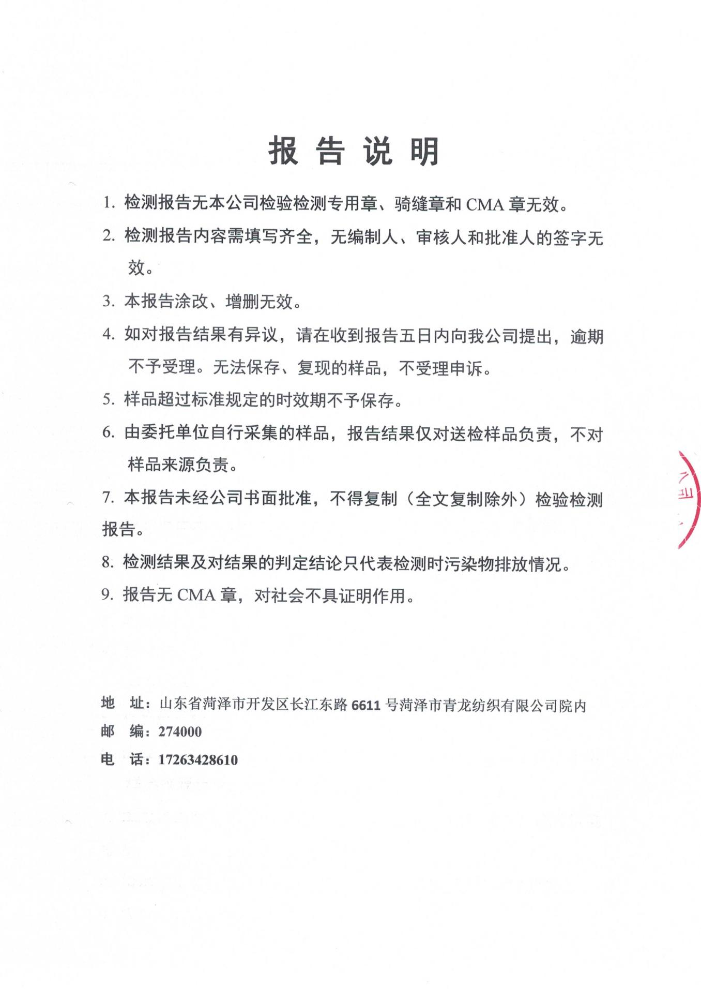 报告说明
1. 检测报告无本公司检验检测专用章、骑缝章和 CMA 章无效。
2. 检测报告内容需填写齐全，无编制人、审核人和批准人的签字无
效。
3. 本报告涂改、增删无效。
4. 如对报告结果有异议，请在收到报告五日内向我公司提出，逾期
不予受理。无法保存、复现的样品，不受理申诉。
5. 样品超过标准规定的时效期不予保存。
6. 由委托单位自行采集的样品，报告结果仅对送检样品负责，不对
样品来源负责。
7. 本报告未经公司书面批准，不得复制（全文复制除外）检验检测
报告。
8. 检测结果及对结果的判定结论只代表检测时污染物排放情况。
9. 报告无 CMA 章，对社会不具证明作用。
地 址：山东省菏泽市开发区长江东路 6611 号菏泽市青龙纺织有限公司院内
邮 编：274000
电 话：17263428610